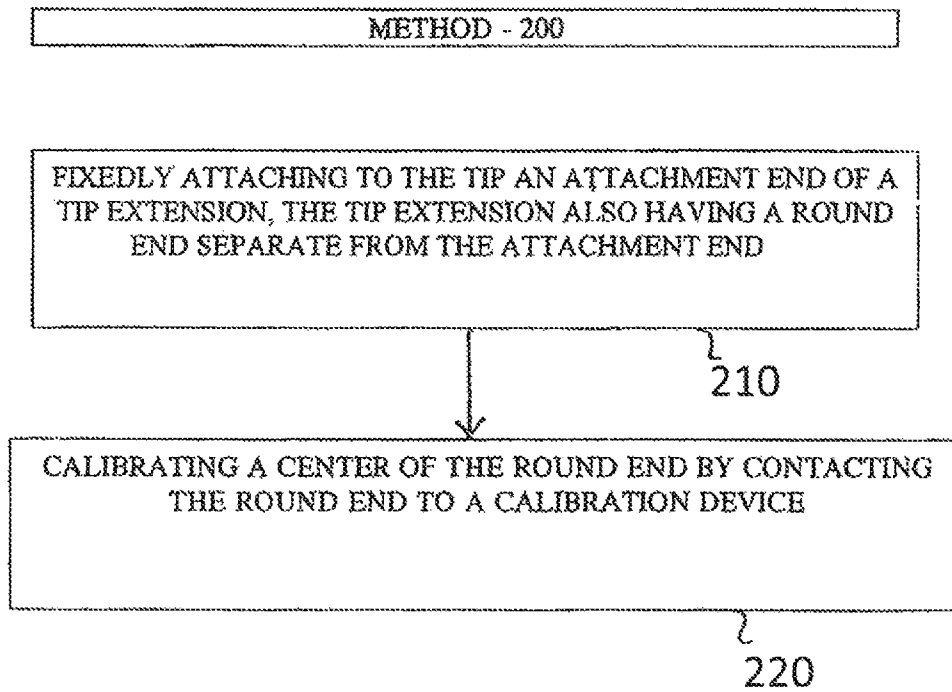 METHOD - 200
FIXEDLY ATTACHING TO THE TIP AN ATTACHMENT END OF A
TIP EXTENSION, THE TIP EXTENSION ALSO HAVING A ROUND
END SEPARATE FROM THE ATTACHMENT END
210
CALIBRATING A CENTER OF THE ROUND END BY CONTACTING
THE ROUND END TO A CALIBRATION DEVICE
220